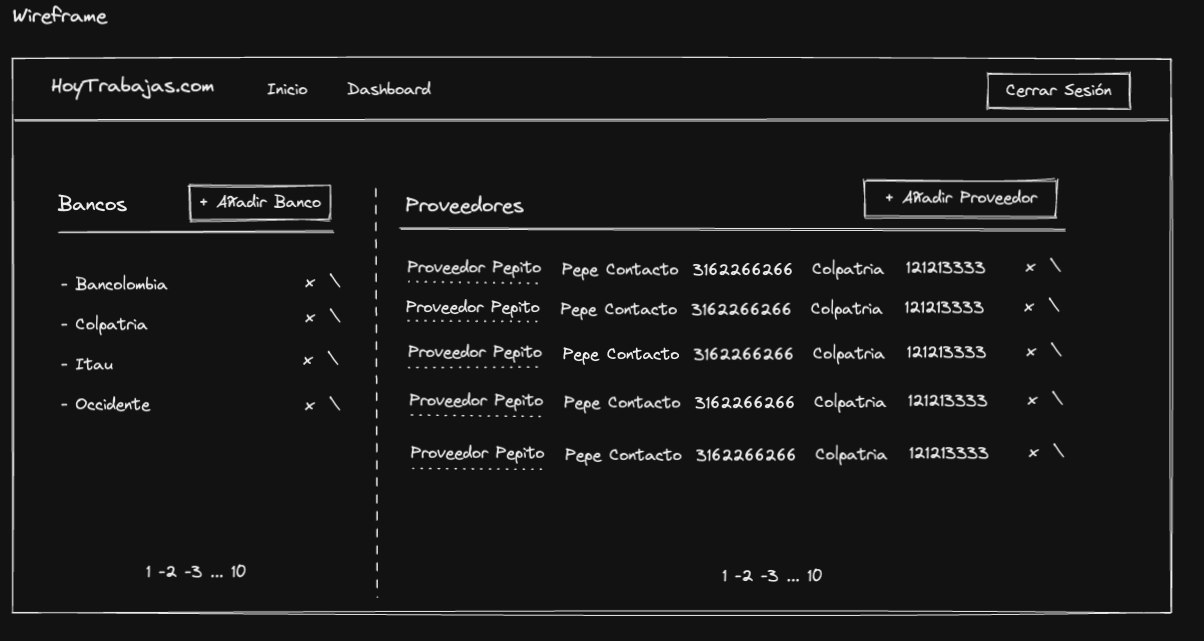 Wireframe
HoyTrabajas.com Inicio Dashboard Cerrar Sesión
Bancos + Añadir Banco
- Bancolombia x \
- Colpatria x \
- Itau x \
- Occidente x \
1 -2 -3 ... 10
Proveedores + Añadir Proveedor
Proveedor Pepito Pepe Contacto 3162266266 Colpatria 121213333 x \
Proveedor Pepito Pepe Contacto 3162266266 Colpatria 121213333 x \
Proveedor Pepito Pepe Contacto 3162266266 Colpatria 121213333 x \
Proveedor Pepito Pepe Contacto 3162266266 Colpatria 121213333 x \
Proveedor Pepito Pepe Contacto 3162266266 Colpatria 121213333 x \
1 -2 -3 ... 10